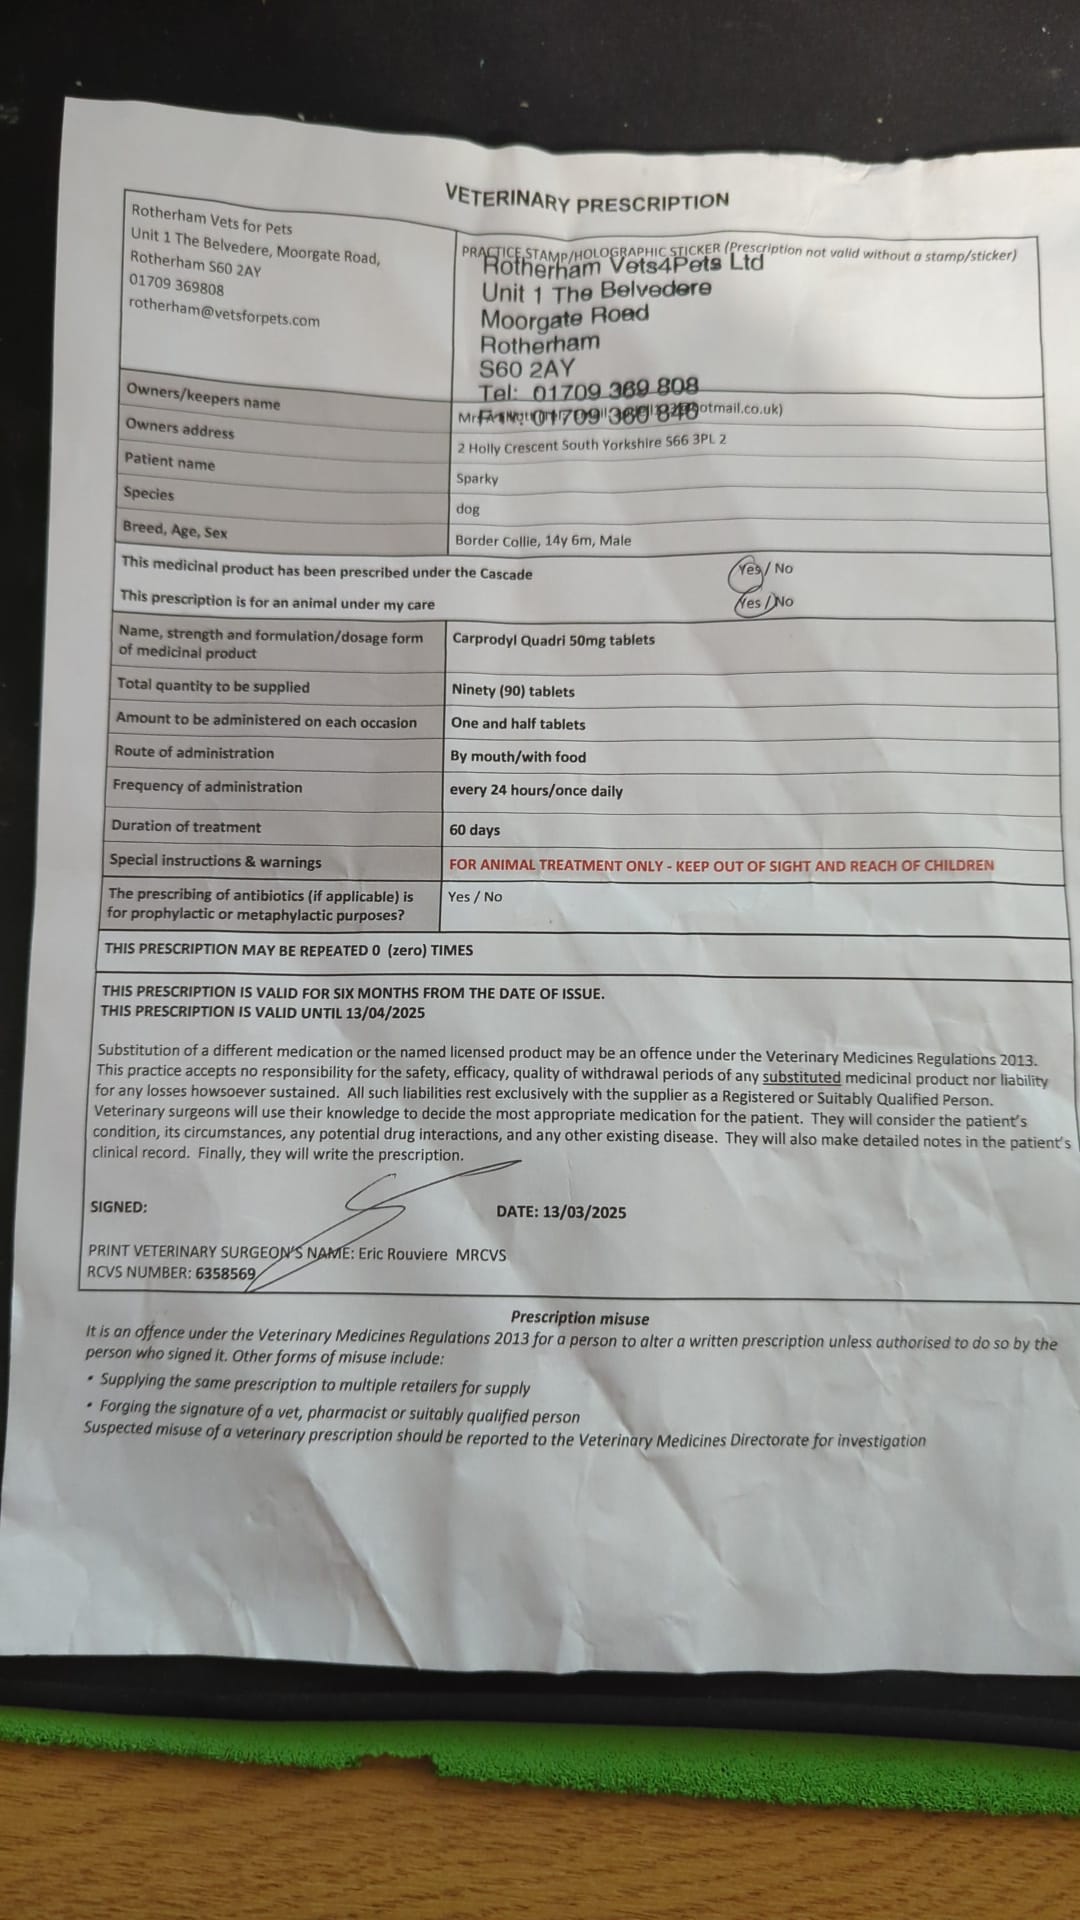 VETERINARY PRESCRIPTION
Rotherham Vets for Pets
Unit 1 The Belvedere, Moorgate Road,
Rotherham S60 2AY
01709 369808
rotherham@vetsforpets.com
PRACTICE STAMP/HOLOGRAPHIC STICKER (Prescription not valid without a stamp/sticker)
Rotherham Vets4Pets Ltd
Unit 1 The Belvedere
Moorgate Road
Rotherham
S60 2AY
Tel: 01709 369 808
01709 360 846
Owners/keepers name
otmail.co.uk)
Owners address
2 Holly Crescent South Yorkshire S66 3PL 2
Patient name
Sparky
Species
dog
Breed, Age, Sex
Border Collie, 14y 6m, Male
This medicinal product has been prescribed under the Cascade Yes / No
This prescription is for an animal under my care Yes / No
Name, strength and formulation/dosage form
of medicinal product
Carprodyl Quadri 50mg tablets
Total quantity to be supplied
Ninety (90) tablets
Amount to be administered on each occasion
One and half tablets
Route of administration
By mouth/with food
Frequency of administration
every 24 hours/once daily
Duration of treatment
60 days
Special instructions & warnings
FOR ANIMAL TREATMENT ONLY - KEEP OUT OF SIGHT AND REACH OF CHILDREN
The prescribing of antibiotics (if applicable) is
for prophylactic or metaphylactic purposes?
Yes / No
THIS PRESCRIPTION MAY BE REPEATED 0 (zero) TIMES
THIS PRESCRIPTION IS VALID FOR SIX MONTHS FROM THE DATE OF ISSUE.
THIS PRESCRIPTION IS VALID UNTIL 13/04/2025
Substitution of a different medication or the named licensed product may be an offence under the Veterinary Medicines Regulations 2013.
This practice accepts no responsibility for the safety, efficacy, quality of withdrawal periods of any substituted medicinal product nor liability
for any losses howsoever sustained. All such liabilities rest exclusively with the supplier as a Registered or Suitably Qualified Person.
Veterinary surgeons will use their knowledge to decide the most appropriate medication for the patient. They will consider the patient's
condition, its circumstances, any potential drug interactions, and any other existing disease. They will also make detailed notes in the patient's
clinical record. Finally, they will write the prescription.
SIGNED:
DATE: 13/03/2025
PRINT VETERINARY SURGEON'S NAME: Eric Rouviere MRCVS
RCVS NUMBER: 6358569
Prescription misuse
It is an offence under the Veterinary Medicines Regulations 2013 for a person to alter a written prescription unless authorised to do so by the
person who signed it. Other forms of misuse include:
• Supplying the same prescription to multiple retailers for supply
• Forging the signature of a vet, pharmacist or suitably qualified person
Suspected misuse of a veterinary prescription should be reported to the Veterinary Medicines Directorate for investigation